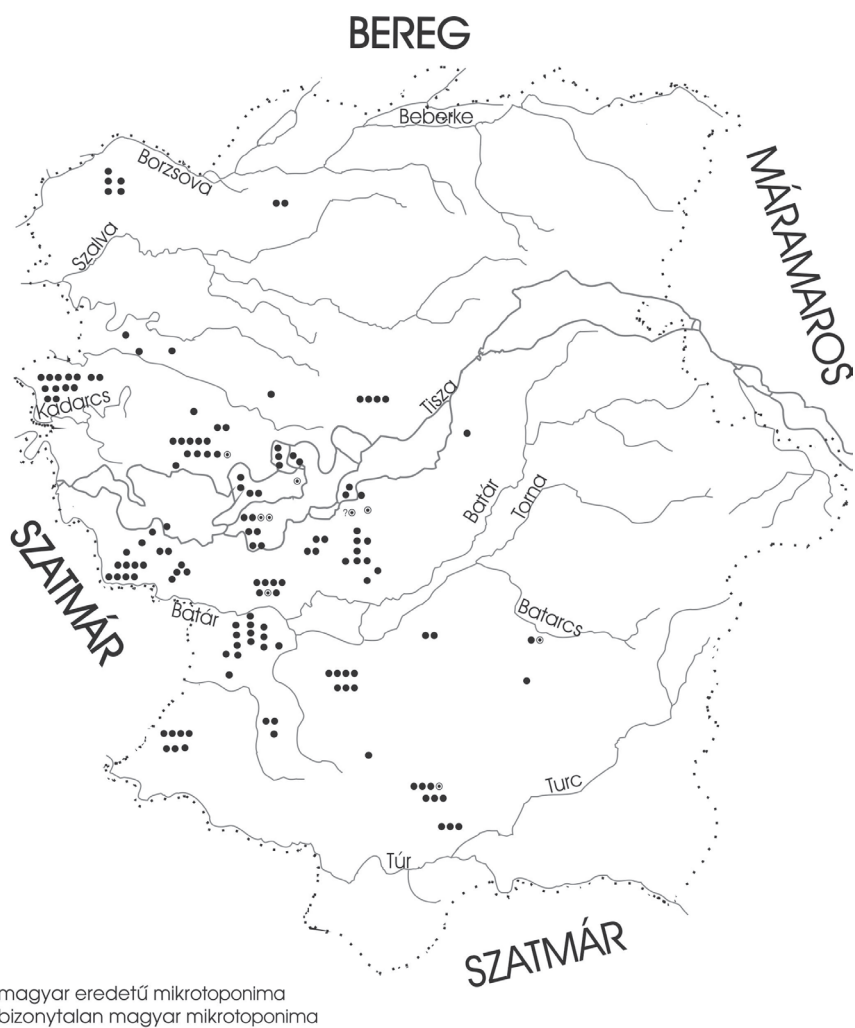 BEREG
Beberke
Borzsova
MÁRAMAROS
Szalva
Kadarcs
Tisza
Batár
Torna
?
SZATMÁR
Batár
Batarcs
Turc
Túr
SZATMÁR
magyar eredetű mikrotoponima
bizonytalan magyar mikrotoponima